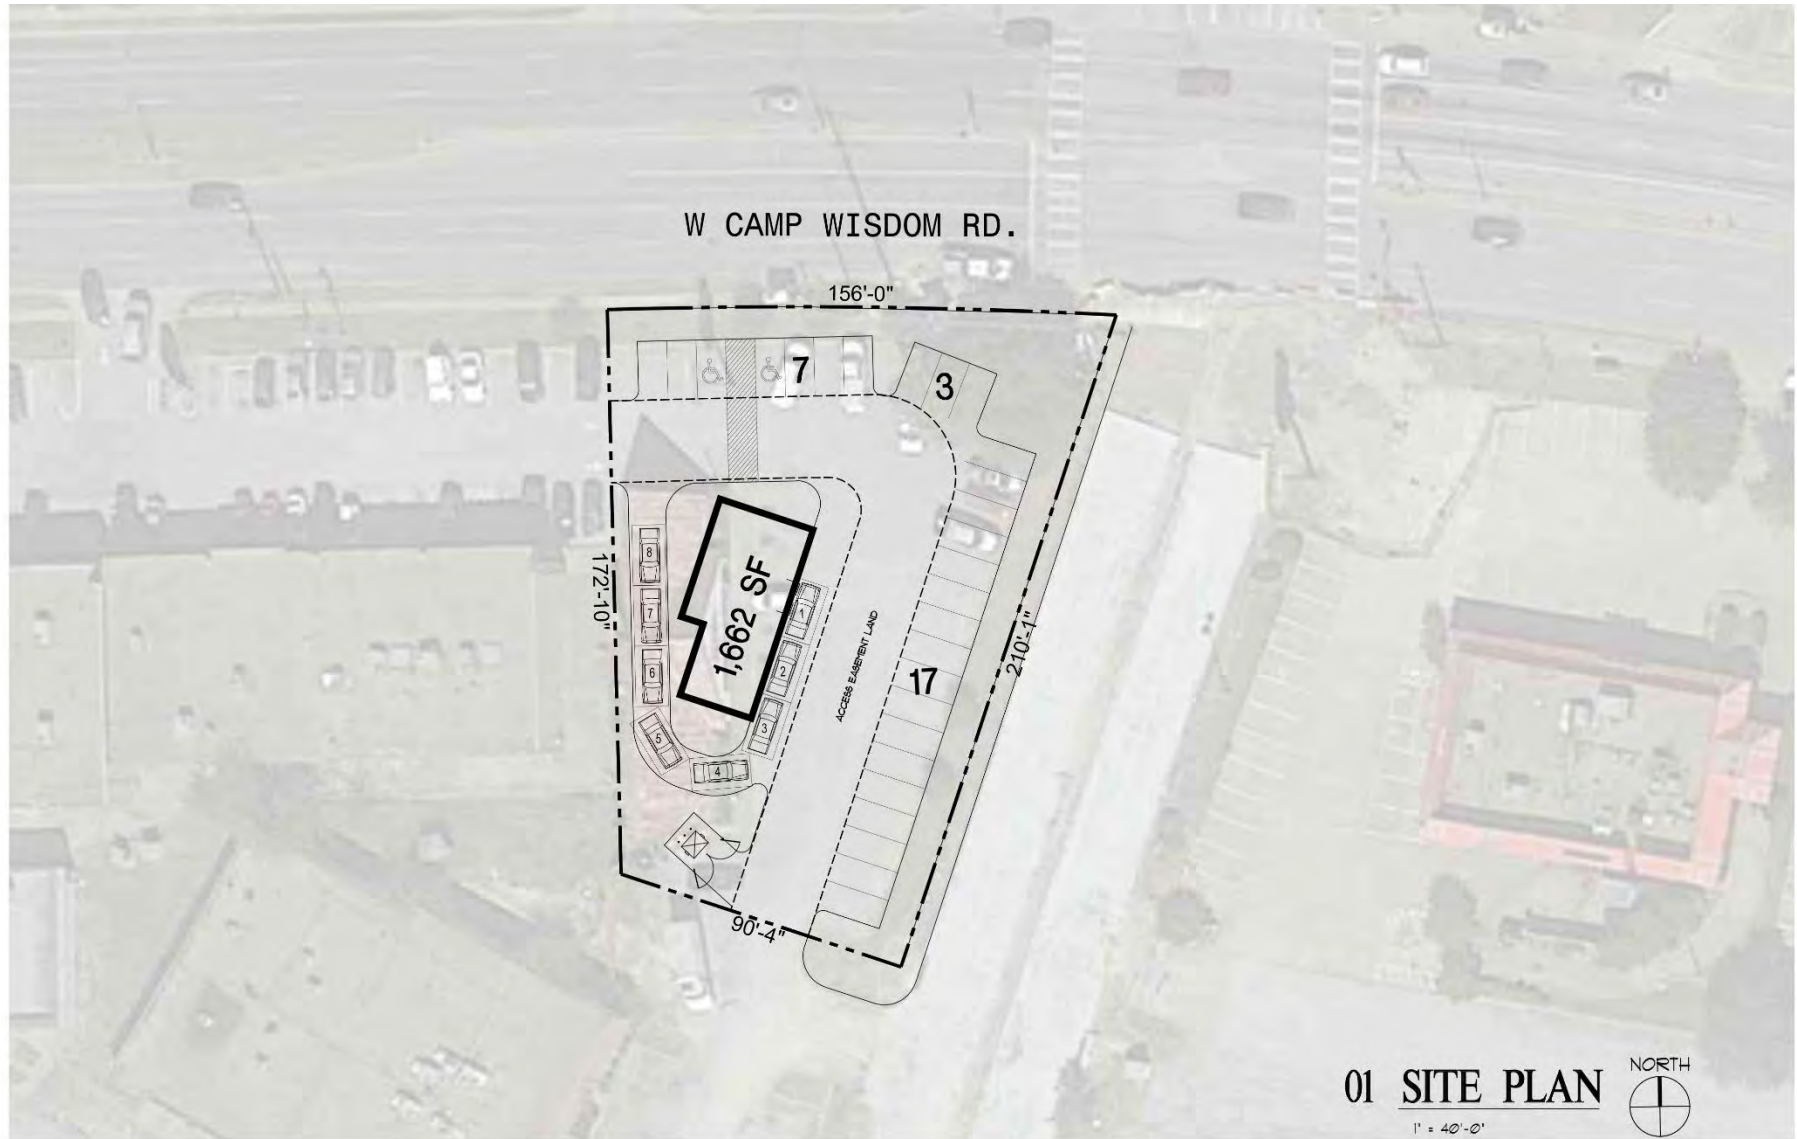 W CAMP WISDOM RD.
156'-0"
7
3
172'-10"
8
7
6
5
4
3
2
1
1,662 SF
ACCESS EASEMENT LAND
17
210'-1"
90'-4"
01 SITE PLAN
1" = 40'-0"
NORTH